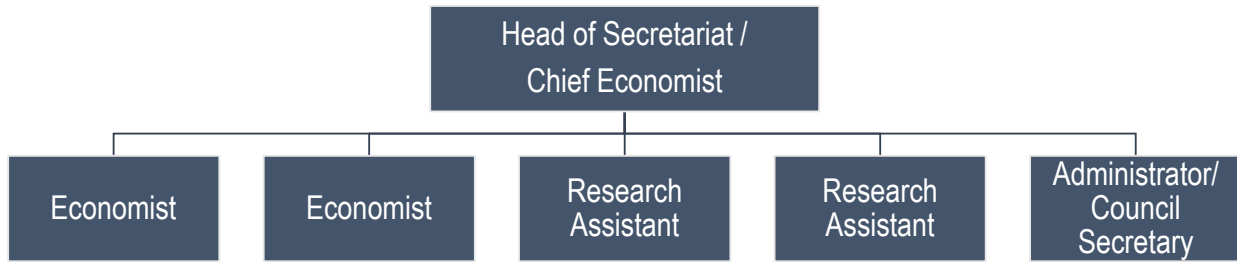 Head of Secretariat /
Chief Economist
Economist
Economist
Research
Assistant
Research
Assistant
Administrator/
Council
Secretary